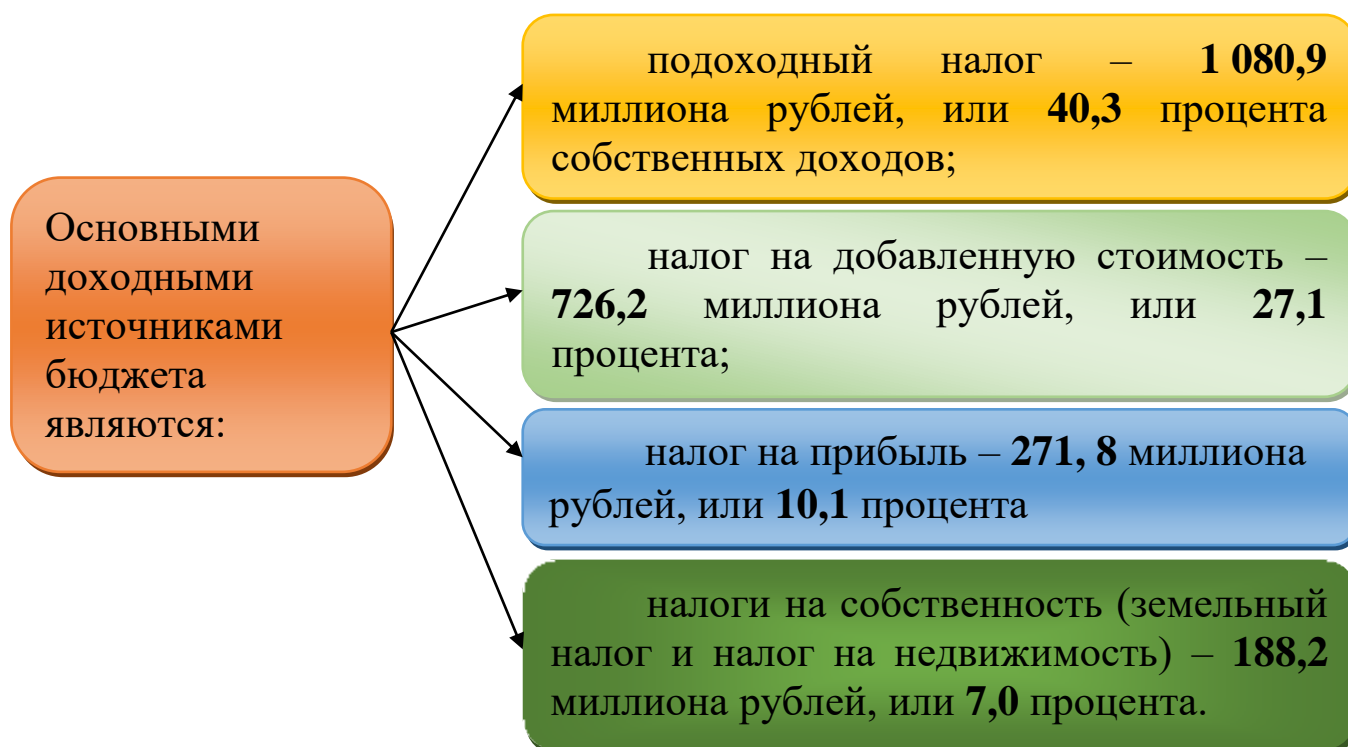 Основными
доходными
источниками
бюджета
являются:
подоходный налог – 1 080,9
миллиона рублей, или 40,3 процента
собственных доходов;
налог на добавленную стоимость –
726,2 миллиона рублей, или 27,1
процента;
налог на прибыль – 271, 8 миллиона
рублей, или 10,1 процента
налоги на собственность (земельный
налог и налог на недвижимость) – 188,2
миллиона рублей, или 7,0 процента.